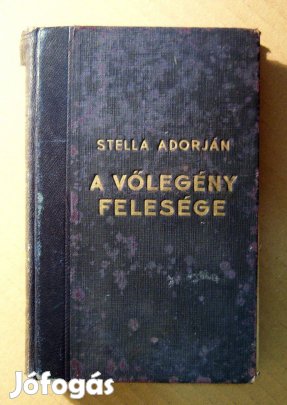 STELLA ADORJÁN
A VŐLEGÉNY
FELESÉGE
Jófogás